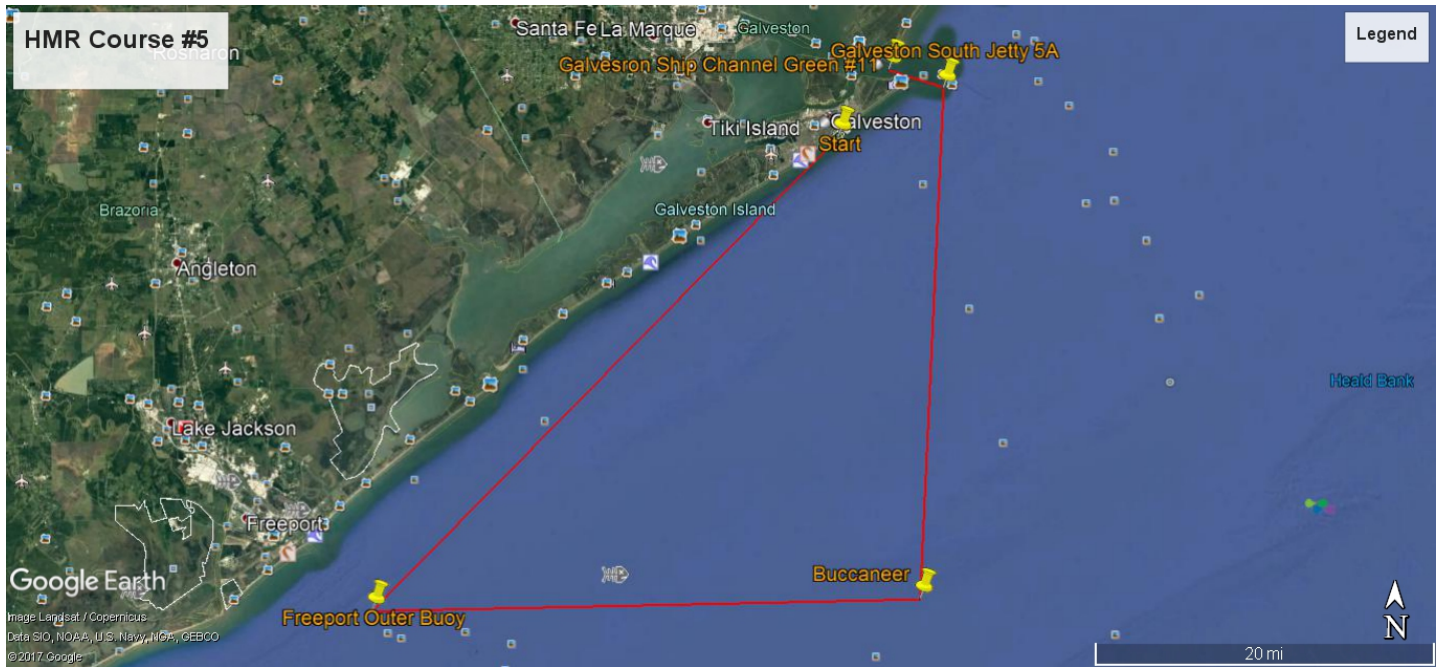 HMR Course #5
Rosharon
Santa Fe
La Marque
Galveston
Legend
Galveston South Jetty 5A
Galvesron Ship Channel Green #11
Tiki Island
Galveston
Start
Brazoria
Galveston Island
Angleton
Heald Bank
Lake Jackson
Freeport
Google Earth
Buccaneer
Freeport Outer Buoy
Image Landsat / Copernicus
Data SIO, NOAA, U.S. Navy, NGA, GEBCO
© 2017 Google
N
20 mi